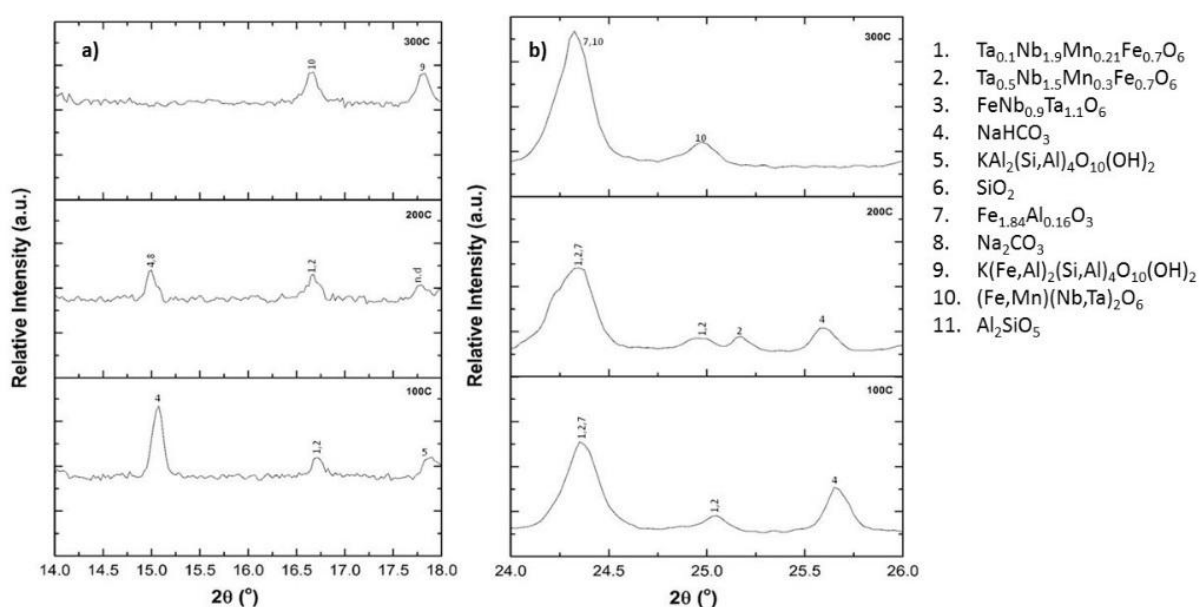 a)
300C
10
9
200C
4,8
1,2
n.d
100C
4
1,2
5
Relative Intensity (a.u.)
14.0 14.5 15.0 15.5 16.0 16.5 17.0 17.5 18.0
2θ (°)
b)
300C
7,10
10
200C
1,2,7
1,2
2
4
100C
1,2,7
1,2
4
Relative Intensity (a.u.)
24.0 24.5 25.0 25.5 26.0
2θ (°)
1. Ta₀.₁Nb₁.₉Mn₀.₂₁Fe₀.₇O₆
2. Ta₀.₅Nb₁.₅Mn₀.₃Fe₀.₇O₆
3. FeNb₀.₉Ta₁.₁O₆
4. NaHCO₃
5. KAl₂(Si,Al)₄O₁₀(OH)₂
6. SiO₂
7. Fe₁.₈₄Al₀.₁₆O₃
8. Na₂CO₃
9. K(Fe,Al)₂(Si,Al)₄O₁₀(OH)₂
10. (Fe,Mn)(Nb,Ta)₂O₆
11. Al₂SiO₅